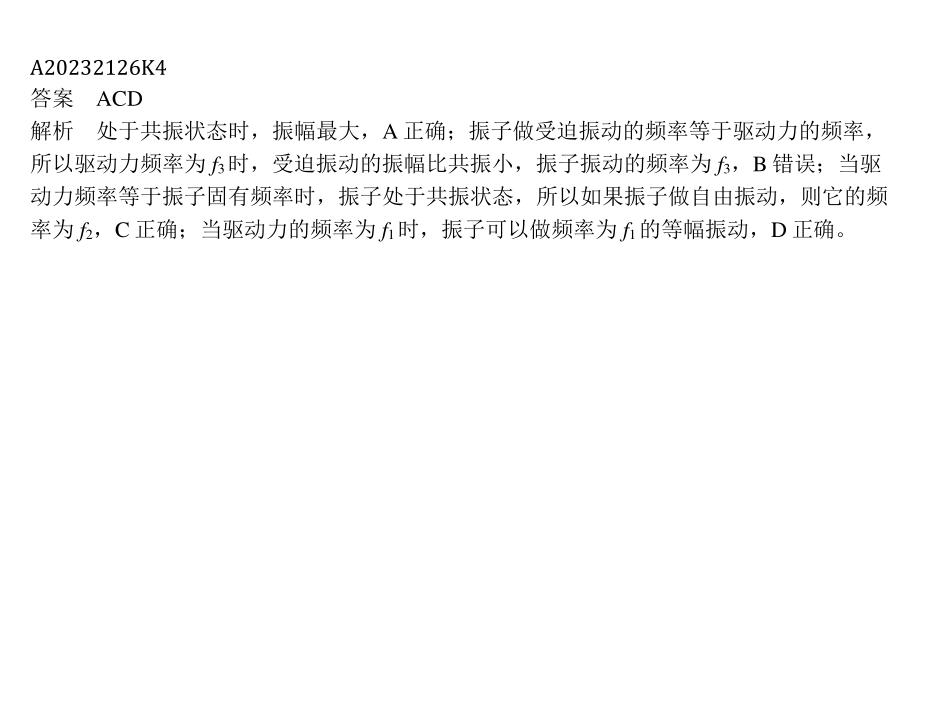 A20232126K4
答案 ACD
解析 处于共振状态时，振幅最大，A 正确；振子做受迫振动的频率等于驱动力的频率，
所以驱动力频率为 f₃时，受迫振动的振幅比共振小，振子振动的频率为 f₃，B 错误；当驱
动力频率等于振子固有频率时，振子处于共振状态，所以如果振子做自由振动，则它的频
率为 f₂，C 正确；当驱动力的频率为 f₁时，振子可以做频率为 f₁ 的等幅振动，D 正确。